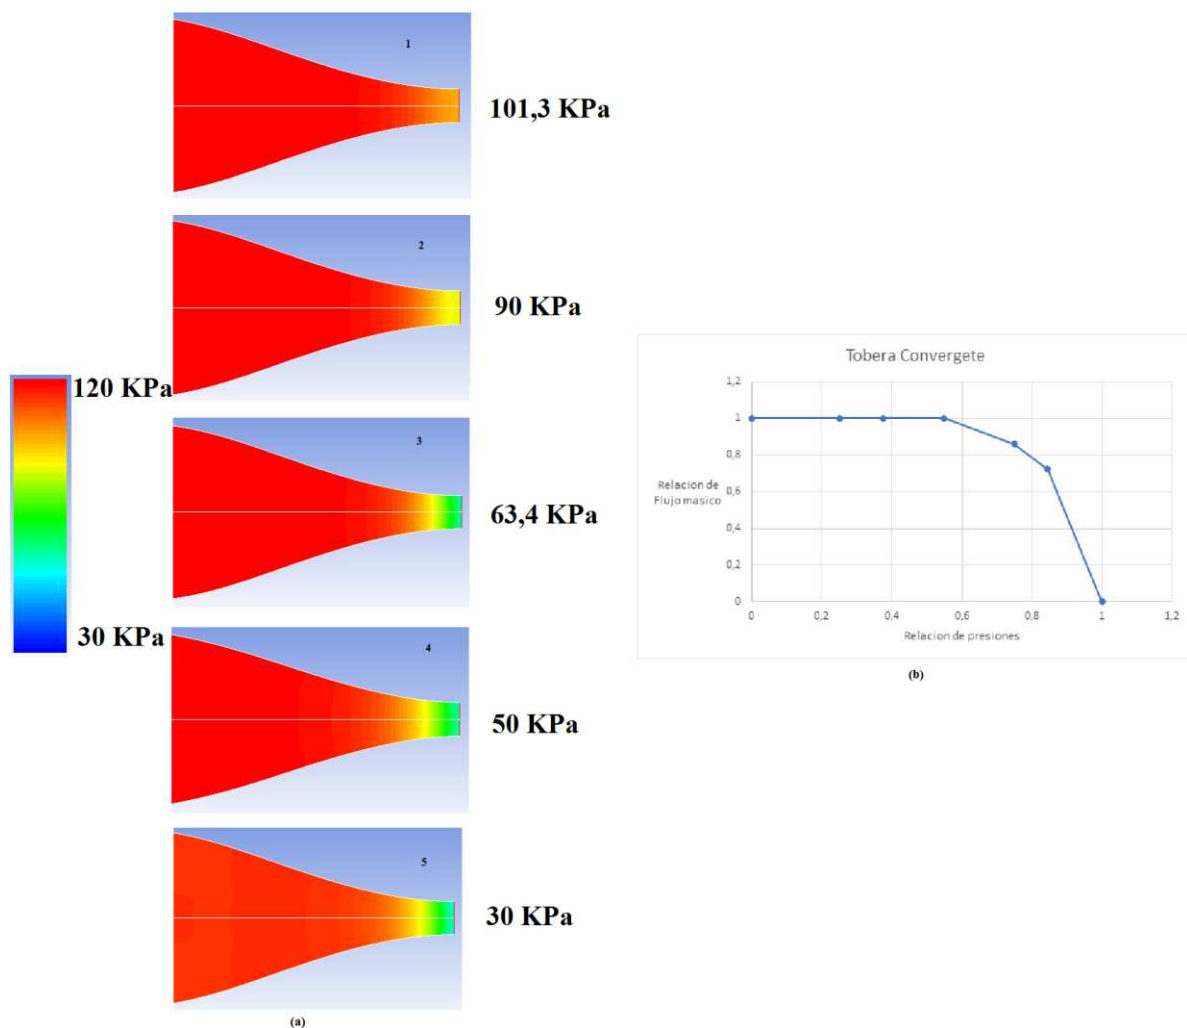 1
101,3 KPa
2
90 KPa
120 KPa
30 KPa
3
63,4 KPa
4
50 KPa
5
30 KPa
(a)
Tobera Convergete
1,2
1
0,8
0,6
0,4
0,2
0
Relacion de
Flujo masico
0
0,2
0,4
0,6
0,8
1
1,2
Relacion de presiones
(b)